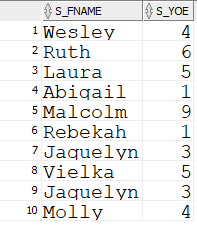 S_FNAME S_YOE
1 Wesley 4
2 Ruth 6
3 Laura 5
4 Abigail 1
5 Malcolm 9
6 Rebekah 1
7 Jaquelyn 3
8 Vielka 5
9 Jaquelyn 3
10 Molly 4